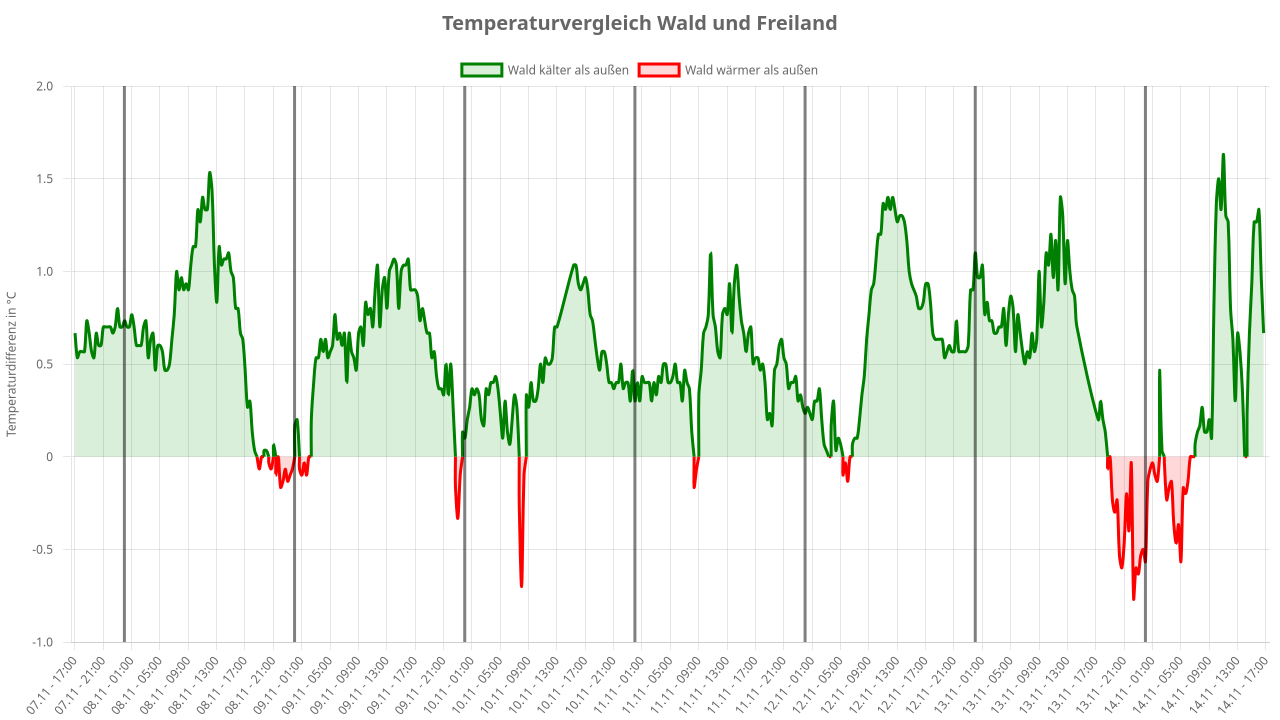 Temperaturvergleich Wald und Freiland
Wald kälter als außen
Wald wärmer als außen
Temperaturdifferenz in °C
2.0
1.5
1.0
0.5
0
-0.5
-1.0
07.11 - 17:00
07.11 - 21:00
08.11 - 01:00
08.11 - 05:00
08.11 - 09:00
08.11 - 13:00
08.11 - 17:00
08.11 - 21:00
09.11 - 01:00
09.11 - 05:00
09.11 - 09:00
09.11 - 13:00
09.11 - 17:00
09.11 - 21:00
10.11 - 01:00
10.11 - 05:00
10.11 - 09:00
10.11 - 13:00
10.11 - 17:00
10.11 - 21:00
11.11 - 01:00
11.11 - 05:00
11.11 - 09:00
11.11 - 13:00
11.11 - 17:00
11.11 - 21:00
12.11 - 01:00
12.11 - 05:00
12.11 - 09:00
12.11 - 13:00
12.11 - 17:00
12.11 - 21:00
13.11 - 01:00
13.11 - 05:00
13.11 - 09:00
13.11 - 13:00
13.11 - 17:00
13.11 - 21:00
14.11 - 01:00
14.11 - 05:00
14.11 - 09:00
14.11 - 13:00
14.11 - 17:00